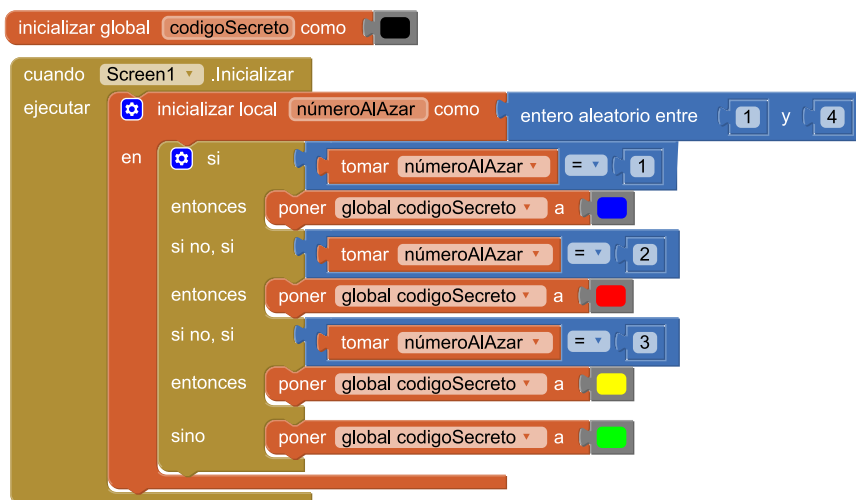 inicializar global codigoSecreto como
cuando Screen1 .Inicializar
ejecutar inicializar local númeroAlAzar como entero aleatorio entre 1 y 4
en si tomar númeroAlAzar = 1
entonces poner global codigoSecreto a
si no, si tomar númeroAlAzar = 2
entonces poner global codigoSecreto a
si no, si tomar númeroAlAzar = 3
entonces poner global codigoSecreto a
sino poner global codigoSecreto a